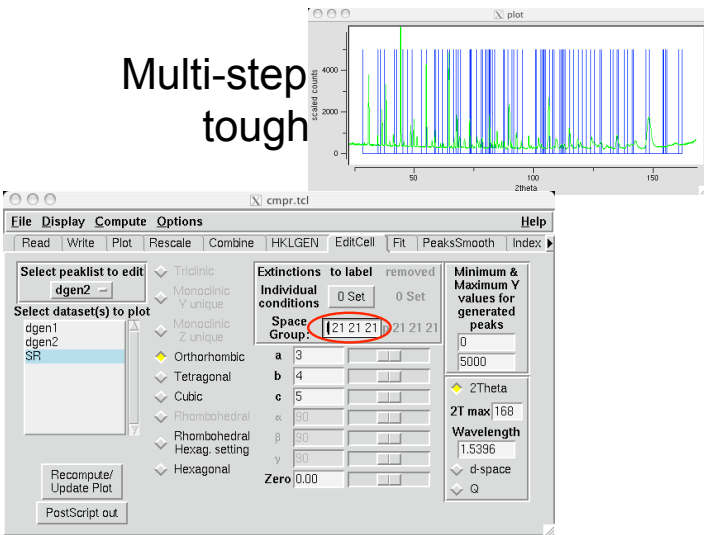 plot
Multi-step
tough
scaled counts
4000
2000
0
50
100
150
2theta
cmpr.tcl
File Display Compute Options Help
Read Write Plot Rescale Combine HKLGEN EditCell Fit PeaksSmooth Index
Select peaklist to edit
dgen2
Select dataset(s) to plot
dgen1
dgen2
SR
Recompute/
Update Plot
PostScript out
Triclinic
Monoclinic
Y unique
Monoclinic
Z unique
Orthorhombic
Tetragonal
Cubic
Rhombohedral
Rhombohedral
Hexag. setting
Hexagonal
Extinctions to label removed
Individual
conditions
0 Set 0 Set
Space
Group:
21 21 21 p 21 21 21
a 3
b 4
c 5
α 90
β 90
γ 90
Zero 0.00
Minimum &
Maximum Y
values for
generated
peaks
0
5000
2Theta
2T max 168
Wavelength
1.5396
d-space
Q